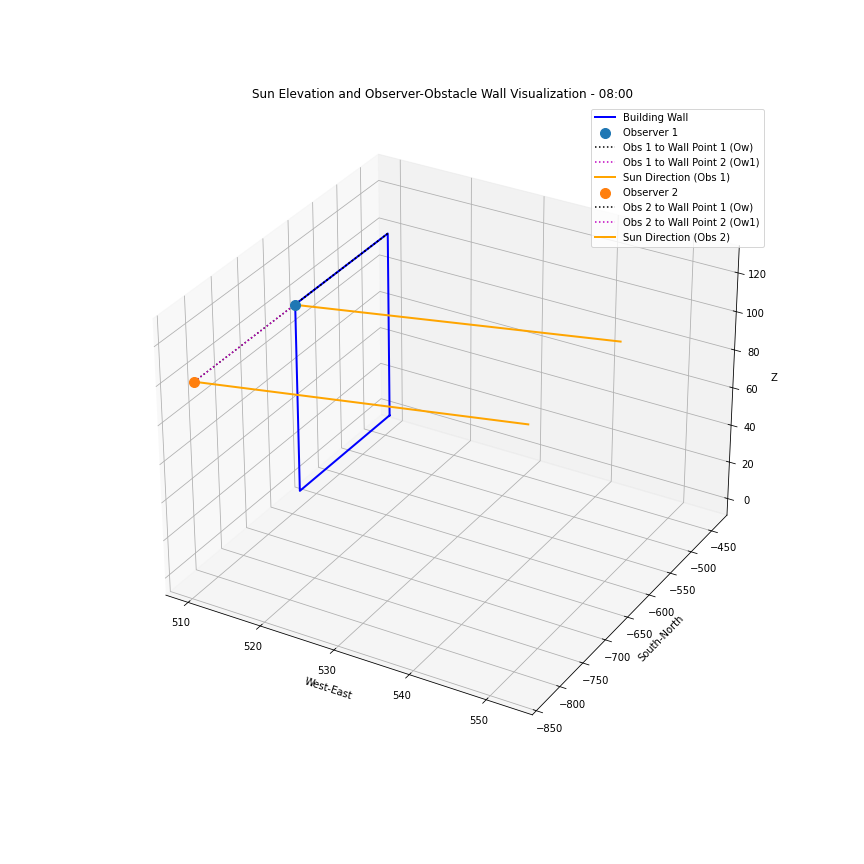 Sun Elevation and Observer-Obstacle Wall Visualization - 08:00
Building Wall
Observer 1
Obs 1 to Wall Point 1 (Ow)
Obs 1 to Wall Point 2 (Ow1)
Sun Direction (Obs 1)
Observer 2
Obs 2 to Wall Point 1 (Ow)
Obs 2 to Wall Point 2 (Ow1)
Sun Direction (Obs 2)
120
100
80
60
40
20
0
Z
−450
−500
−550
−600
−650
−700
−750
−800
−850
South-North
510
520
530
540
550
West-East